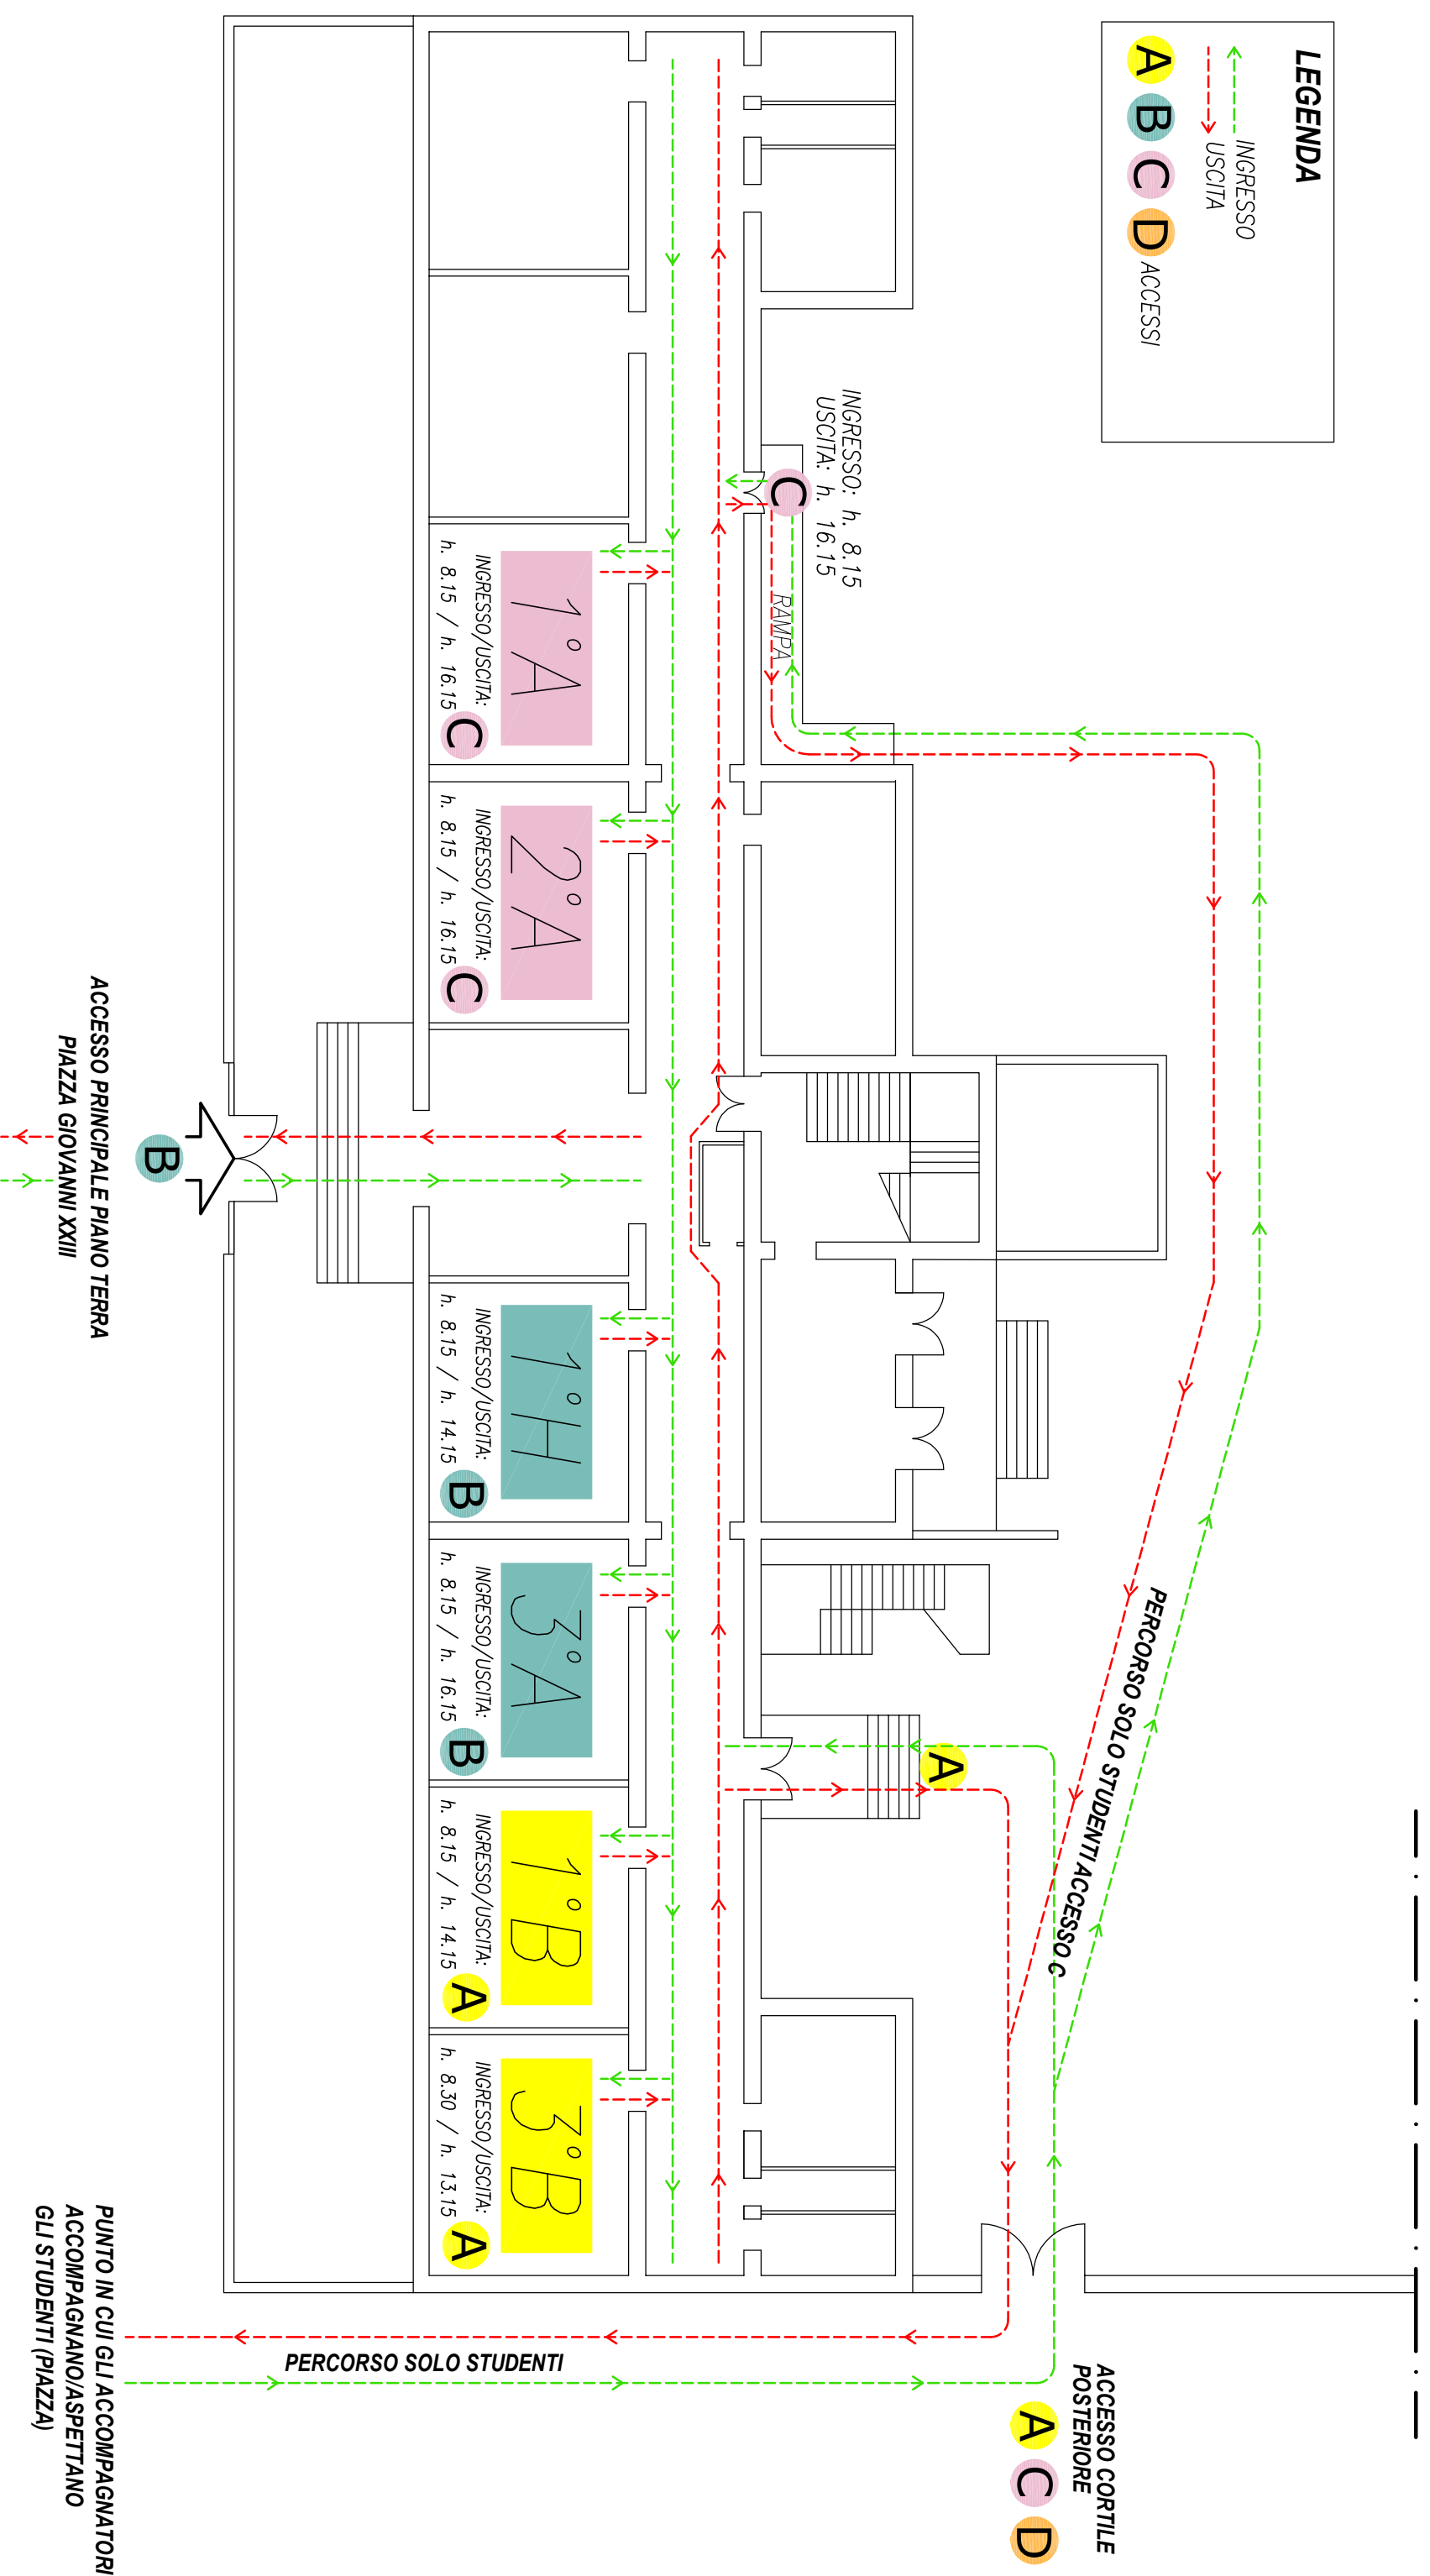 LEGENDA
INGRESSO
USCITA
A B C D ACCESSI
INGRESSO: h. 8.15
USCITA: h. 16.15
C
RAMPA
PERCORSO SOLO STUDENTI ACCESSO C
A
1°A
INGRESSO/USCITA:
h. 8.15 / h. 16.15
C
2°A
INGRESSO/USCITA:
h. 8.15 / h. 16.15
C
1°H
INGRESSO/USCITA:
h. 8.15 / h. 14.15
B
3°A
INGRESSO/USCITA:
h. 8.15 / h. 16.15
B
1°B
INGRESSO/USCITA:
h. 8.15 / h. 14.15
A
3°B
INGRESSO/USCITA:
h. 8.30 / h. 13.15
A
B
ACCESSO PRINCIPALE PIANO TERRA
PIAZZA GIOVANNI XXIII
ACCESSO CORTILE
POSTERIORE
A C D
PERCORSO SOLO STUDENTI
PUNTO IN CUI GLI ACCOMPAGNATORI
ACCOMPAGNANO/ASPETTANO
GLI STUDENTI (PIAZZA)